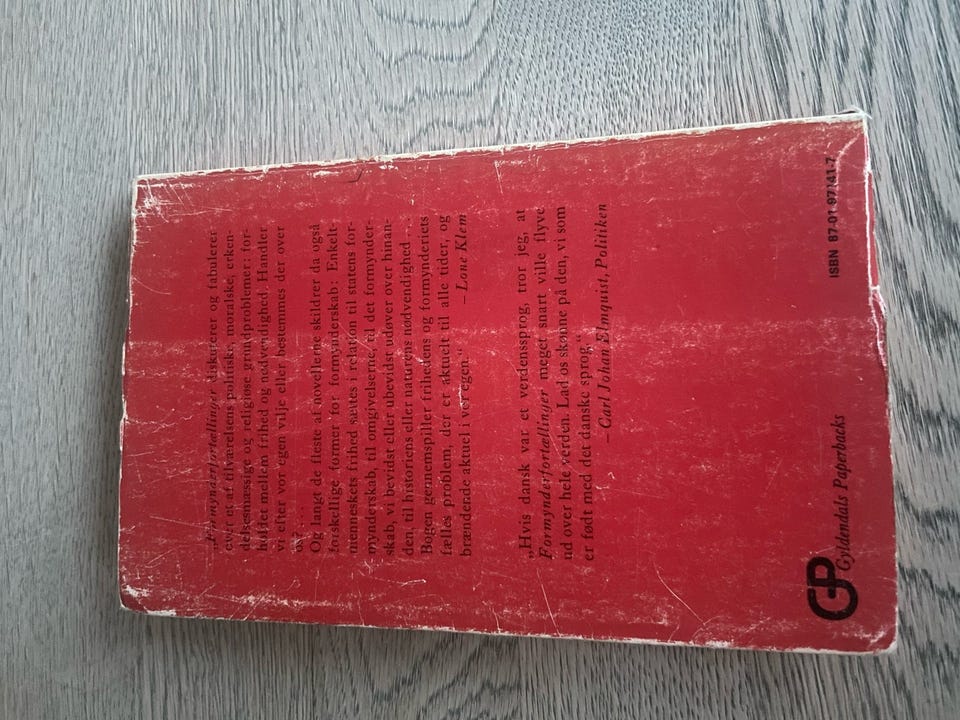 „Formynderfortællinger diskuterer og fabulerer
over et af tilværelsens politiske, moralske, erken-
delsesmæssige og religiøse grundproblemer: for-
holdet mellem frihed og nødvendighed. Handler
vi efter vor egen vilje eller bestemmes der over
os ....
Og langt de fleste af novellerne skildrer da også
forskellige former for formynderskab: Enkelt-
menneskets frihed sættes i relation til statens for-
mynderskab, til omgivelserne, til det formynder-
skab, vi bevidst eller ubevidst udøver over hinan-
den, til historiens eller naturens nødvendighed ...
Bogen gennemspiller frihedens og formynderiets
fælles problem, der er aktuelt til alle tider, og
brændende aktuel i vor egen.“
– Lone Klem
„Hvis dansk var et verdenssprog, tror jeg, at
Formynderfortællinger meget snart ville flyve
ud over hele verden. Lad os skønne på den, vi som
er født med det danske sprog.“
– Carl Johan Elmquist, Politiken
GP Gyldendals Paperbacks
ISBN 87-01-97141-7